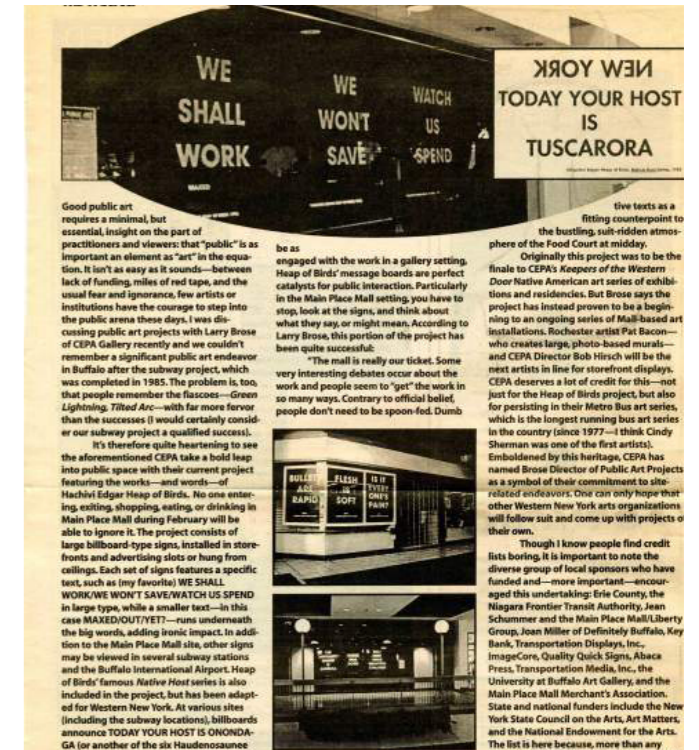 WE
SHALL
WORK
WE
WON'T
SAVE
WATCH
US
SPEND
MAXED
NEW YORK
TODAY YOUR HOST
IS
TUSCARORA
Good public art
requires a minimal, but
essential, insight on the part of
practitioners and viewers: that "public" is as
important an element as "art" in the equa-
tion. It isn't as easy as it sounds—between
lack of funding, miles of red tape, and the
usual fear and ignorance, few artists or
institutions have the courage to step into
the public arena these days. I was dis-
cussing public art projects with Larry Brose
of CEPA Gallery recently and we couldn't
remember a significant public art endeavor
in Buffalo after the subway project, which
was completed in 1985. The problem is, too,
that people remember the fiascoes—Green
Lightning, Tilted Arc—with far more fervor
than the successes (I would certainly consid-
er our subway project a qualified success).
It's therefore quite heartening to see
the aforementioned CEPA take a bold leap
into public space with their current project
featuring the works—and words—of
Hachivi Edgar Heap of Birds. No one enter-
ing, exiting, shopping, eating, or drinking in
Main Place Mall during February will be
able to ignore it. The project consists of
large billboard-type signs, installed in store-
fronts and advertising slots or hung from
ceilings. Each set of signs features a specific
text, such as (my favorite) WE SHALL
WORK/WE WON'T SAVE/WATCH US SPEND
in large type, while a smaller text—in this
case MAXED/OUT/YET?—runs underneath
the big words, adding ironic impact. In addi-
tion to the Main Place Mall site, other signs
may be viewed in several subway stations
and the Buffalo International Airport. Heap
of Birds' famous Native Host series is also
included in the project, but has been adapt-
ed for Western New York. At various sites
(including the subway locations), billboards
announce TODAY YOUR HOST IS ONONDA-
GA (or another of the six Haudenosaunee
be as
engaged with the work in a gallery setting,
Heap of Birds' message boards are perfect
catalysts for public interaction. Particularly
in the Main Place Mall setting, you have to
stop, look at the signs, and think about
what they say, or might mean. According to
Larry Brose, this portion of the project has
been quite successful:
"The mall is really our ticket. Some
very interesting debates occur about the
work and people seem to "get" the work in
so many ways. Contrary to official belief,
people don't need to be spoon-fed. Dumb
BULLETS
ARE
RAPID
FLESH
IS
SOFT
IS IT
EVERY
ONE'S
PAIN?
tive texts as a
fitting counterpoint to
the bustling, suit-ridden atmos-
phere of the Food Court at midday.
Originally this project was to be the
finale to CEPA's Keepers of the Western
Door Native American art series of exhibi-
tions and residencies. But Brose says the
project has instead proven to be a begin-
ning to an ongoing series of Mall-based art
installations. Rochester artist Pat Bacon—
who creates large, photo-based murals—
and CEPA Director Bob Hirsch will be the
next artists in line for storefront displays.
CEPA deserves a lot of credit for this—not
just for the Heap of Birds project, but also
for persisting in their Metro Bus art series,
which is the longest running bus art series
in the country (since 1977—I think Cindy
Sherman was one of the first artists).
Emboldened by this heritage, CEPA has
named Brose Director of Public Art Projects
as a symbol of their commitment to site-
related endeavors. One can only hope that
other Western New York arts organizations
will follow suit and come up with projects of
their own.
Though I know people find credit
lists boring, it is important to note the
diverse group of local sponsors who have
funded and—more important—encour-
aged this undertaking: Erie County, the
Niagara Frontier Transit Authority, Jean
Schummer and the Main Place Mall/Liberty
Group, Joan Miller of Definitely Buffalo, Key
Bank, Transportation Displays, Inc.,
ImageCore, Quality Quick Signs, Abaca
Press, Transportation Media, Inc., the
University at Buffalo Art Gallery, and the
Main Place Mall Merchant's Association.
State and national funders include the New
York State Council on the Arts, Art Matters,
and the National Endowment for the Arts.
The list is here because, more than any